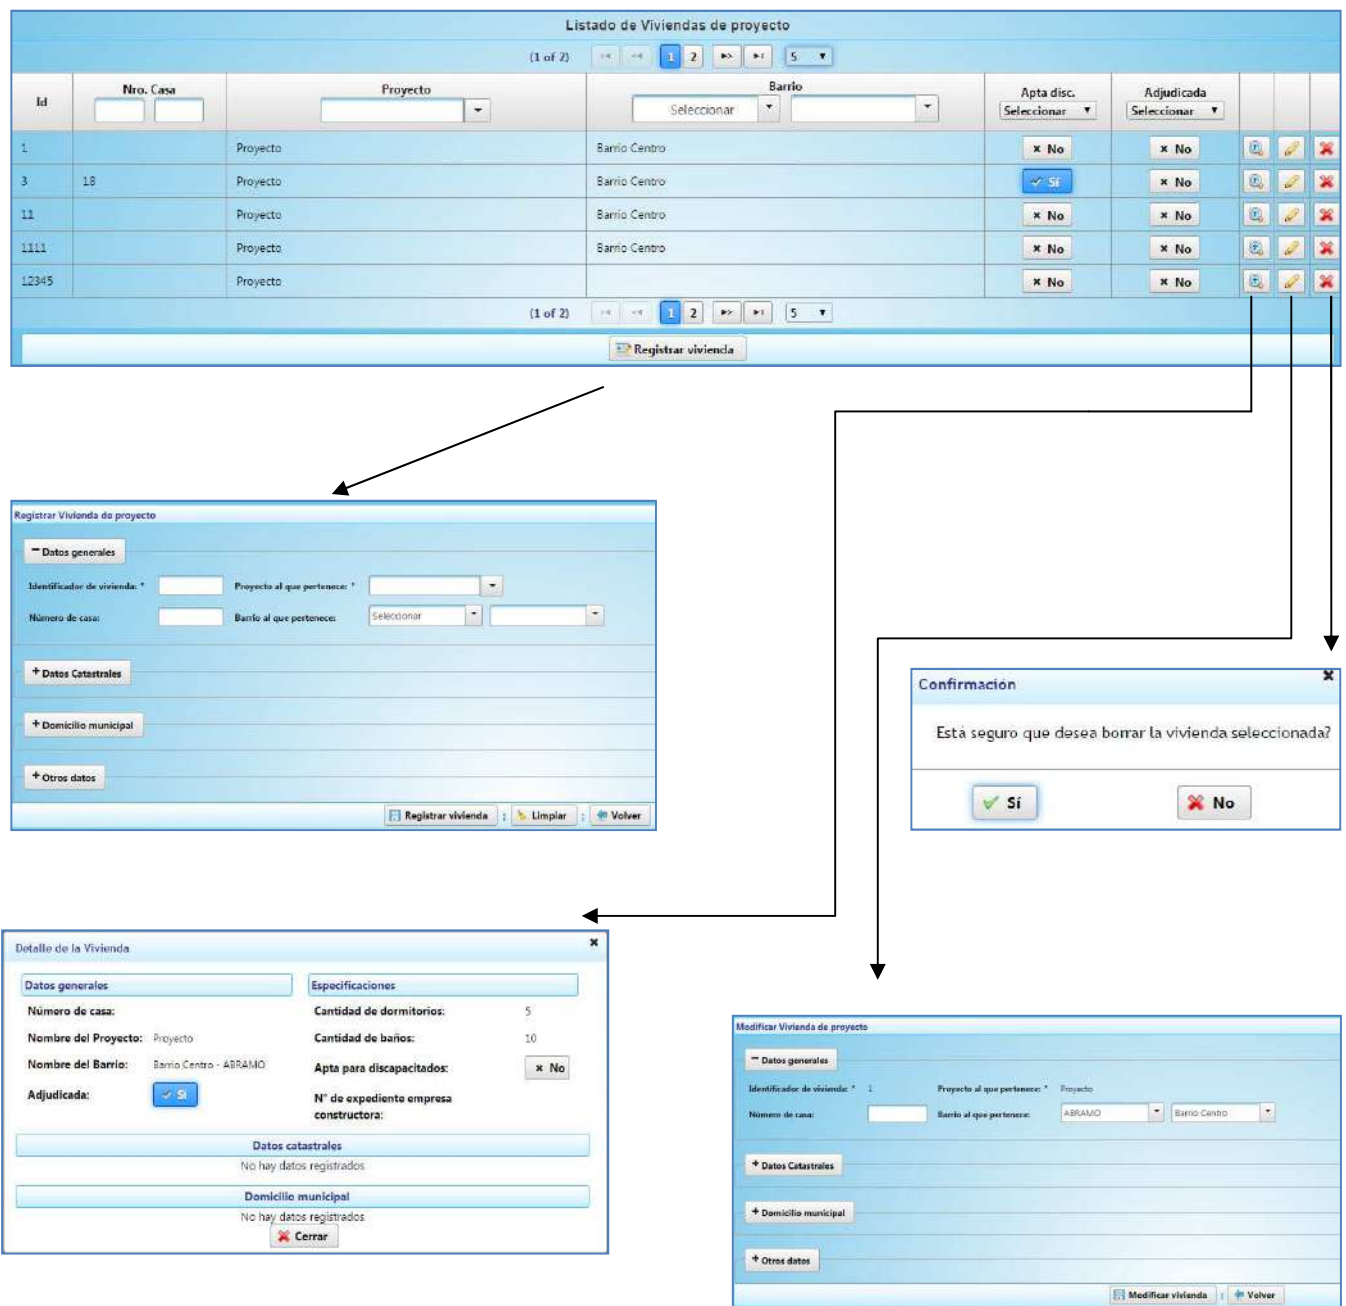 Listado de Viviendas de proyecto
(1 of 2) 1 2 5
Id Nro. Casa Proyecto Barrio Apta disc. Adjudicada
Seleccionar Seleccionar Seleccionar
1 Proyecto Barrio Centro No No
3 18 Proyecto Barrio Centro Sí No
11 Proyecto Barrio Centro No No
1111 Proyecto Barrio Centro No No
12345 Proyecto No No
(1 of 2) 1 2 5
Registrar vivienda
Registrar Vivienda de proyecto
Datos generales
Identificador de vivienda: * Proyecto al que pertenece: *
Número de casa: Barrio al que pertenece: Seleccionar
+ Datos Catastrales
+ Domicilio municipal
+ Otros datos
Registrar vivienda Limpiar Volver
Confirmación
Está seguro que desea borrar la vivienda seleccionada?
Sí No
Detalle de la Vivienda
Datos generales Especificaciones
Número de casa: Cantidad de dormitorios: 5
Nombre del Proyecto: Proyecto Cantidad de baños: 10
Nombre del Barrio: Barrio Centro - ABRAMO Apta para discapacitados: No
Adjudicada: Sí N° de expediente empresa
constructora:
Datos catastrales
No hay datos registrados
Domicilio municipal
No hay datos registrados
Cerrar
Modificar Vivienda de proyecto
Datos generales
Identificador de vivienda: * 1 Proyecto al que pertenece: * Proyecto
Número de casa: Barrio al que pertenece: ABRAMO Barrio Centro
+ Datos Catastrales
+ Domicilio municipal
+ Otros datos
Modificar vivienda Volver